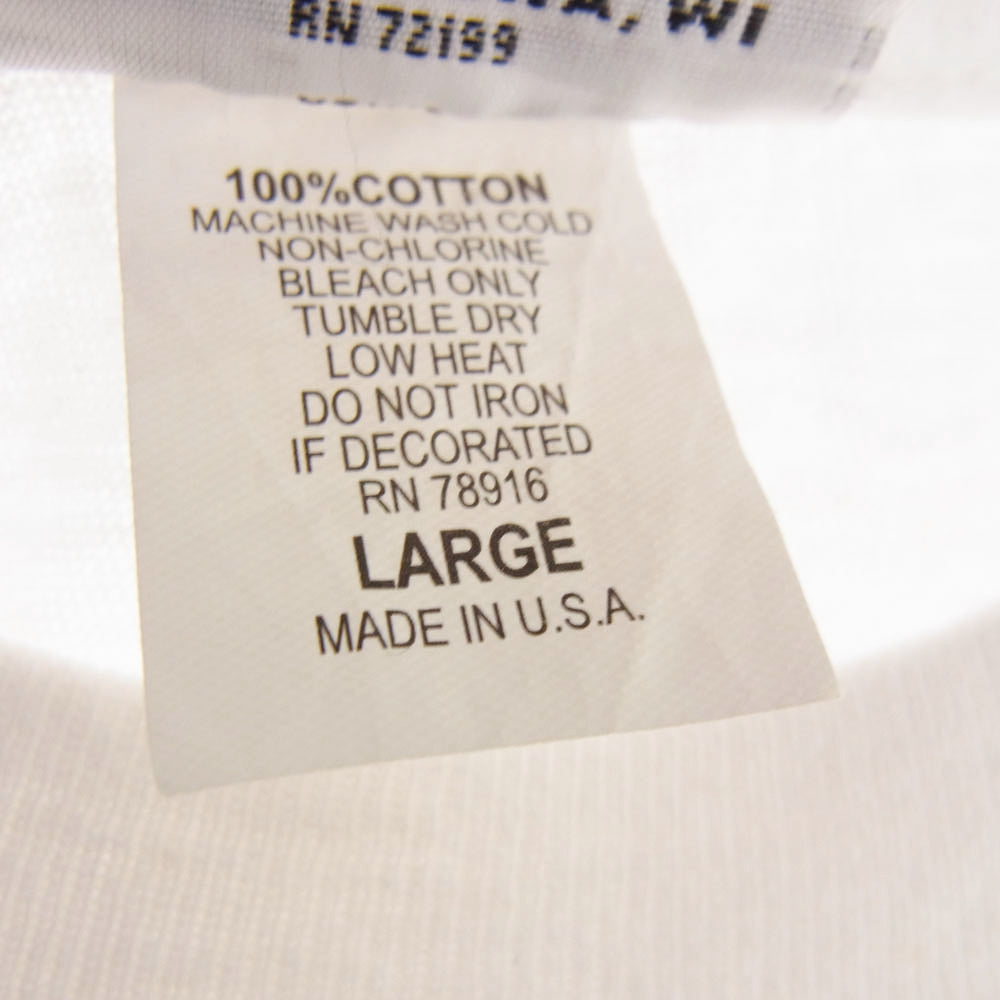 WI
RN 72199
100%COTTON
MACHINE WASH COLD
NON-CHLORINE
BLEACH ONLY
TUMBLE DRY
LOW HEAT
DO NOT IRON
IF DECORATED
RN 78916
LARGE
MADE IN U.S.A.